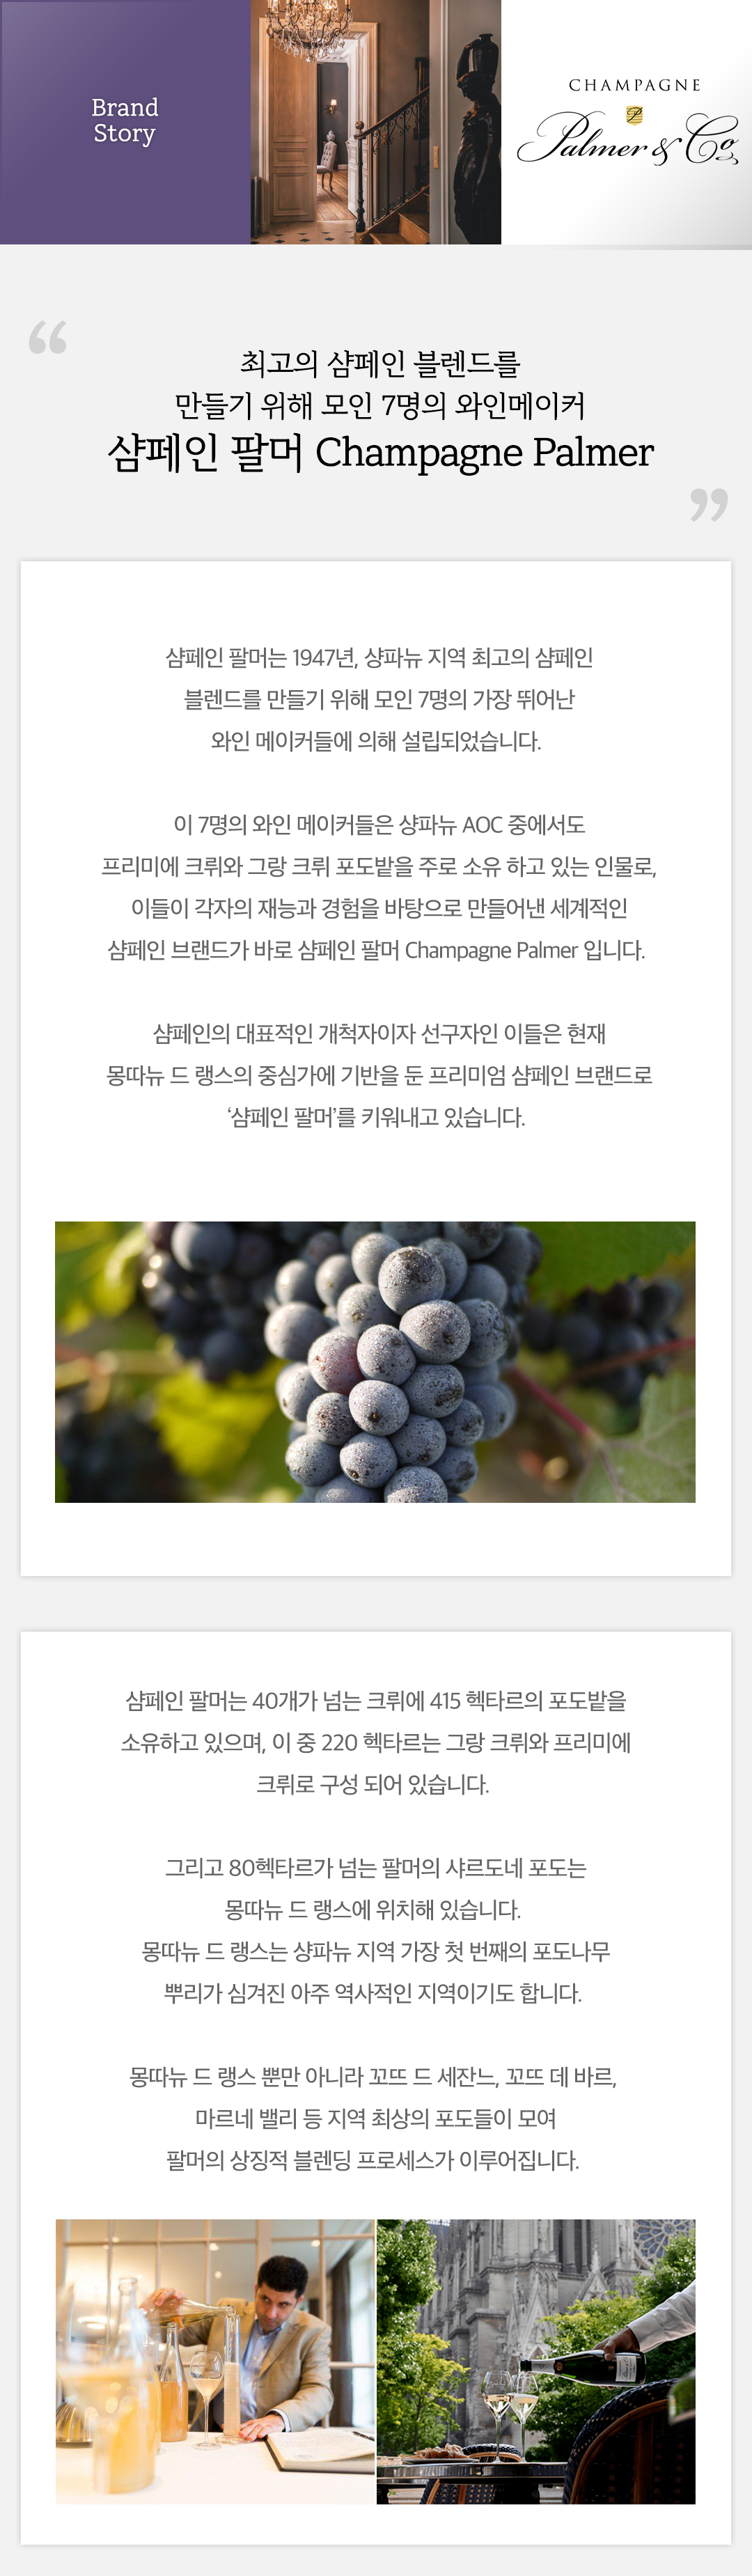 Brand
Story
CHAMPAGNE
Palmer & Co
“
최고의 샴페인 블렌드를
만들기 위해 모인 7명의 와인메이커
샴페인 팔머 Champagne Palmer
”
샴페인 팔머는 1947년, 샹파뉴 지역 최고의 샴페인
블렌드를 만들기 위해 모인 7명의 가장 뛰어난
와인 메이커들에 의해 설립되었습니다.
이 7명의 와인 메이커들은 샹파뉴 AOC 중에서도
프리미에 크뤼와 그랑 크뤼 포도밭을 주로 소유 하고 있는 인물로,
이들이 각자의 재능과 경험을 바탕으로 만들어낸 세계적인
샴페인 브랜드가 바로 샴페인 팔머 Champagne Palmer 입니다.
샴페인의 대표적인 개척자이자 선구자인 이들은 현재
몽따뉴 드 랭스의 중심가에 기반을 둔 프리미엄 샴페인 브랜드로
‘샴페인 팔머’를 키워내고 있습니다.
샴페인 팔머는 40개가 넘는 크뤼에 415 헥타르의 포도밭을
소유하고 있으며, 이 중 220 헥타르는 그랑 크뤼와 프리미에
크뤼로 구성 되어 있습니다.
그리고 80헥타르가 넘는 팔머의 샤르도네 포도는
몽따뉴 드 랭스에 위치해 있습니다.
몽따뉴 드 랭스는 샹파뉴 지역 가장 첫 번째의 포도나무
뿌리가 심겨진 아주 역사적인 지역이기도 합니다.
몽따뉴 드 랭스 뿐만 아니라 꼬뜨 드 세잔느, 꼬뜨 데 바르,
마르네 밸리 등 지역 최상의 포도들이 모여
팔머의 상징적 블렌딩 프로세스가 이루어집니다.